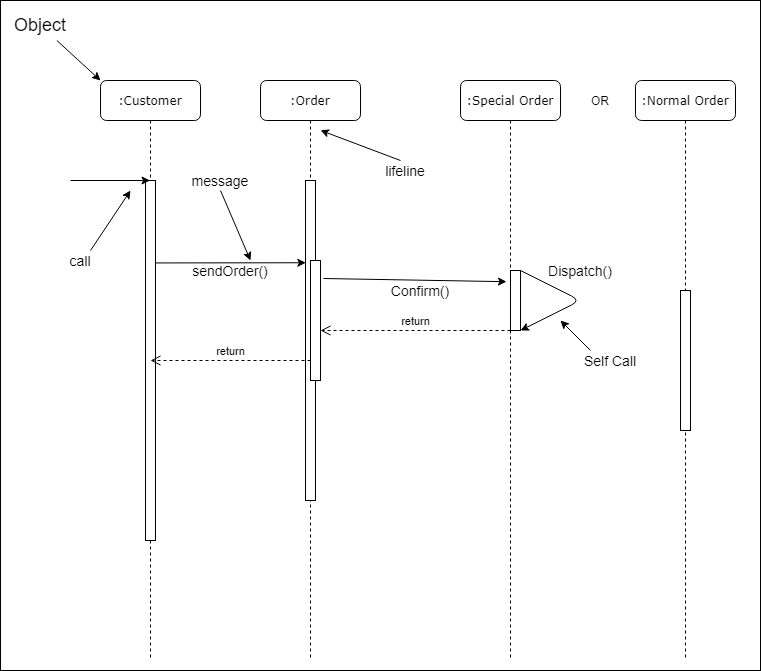 Object
:Customer
:Order
:Special Order
OR
:Normal Order
lifeline
message
call
sendOrder()
Dispatch()
Confirm()
return
return
Self Call